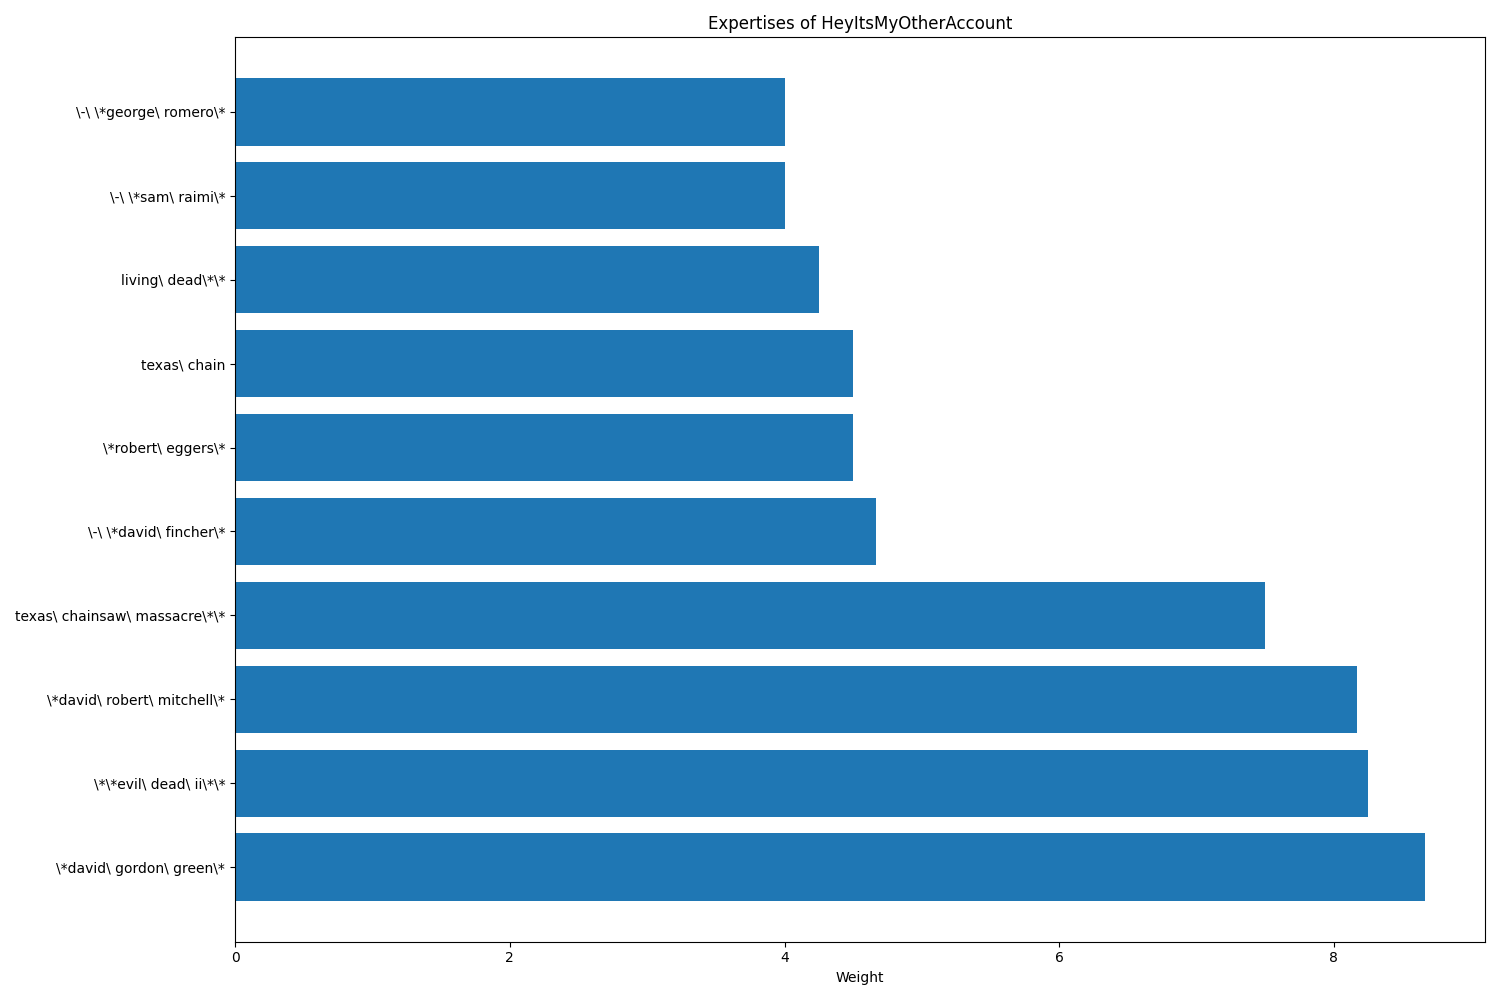 Expertises of HeyItsMyOtherAccount
\-\ \*george\ romero\*
\-\ \*sam\ raimi\*
living\ dead\*\*
texas\ chain
\*robert\ eggers\*
\-\ \*david\ fincher\*
texas\ chainsaw\ massacre\*\*
\*david\ robert\ mitchell\*
\*\*evil\ dead\ ii\*\*
\*david\ gordon\ green\*
0 2 4 6 8
Weight